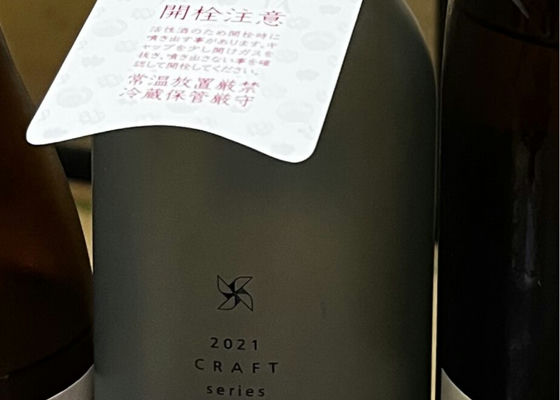 開栓注意
活性酒のため開栓時に
噴き出す事があります。キ
ャップを少し開けガスを
抜き、噴き出さない事を確
認して開栓してください。
常温放置厳禁
冷蔵保管厳守
2021
CRAFT
series